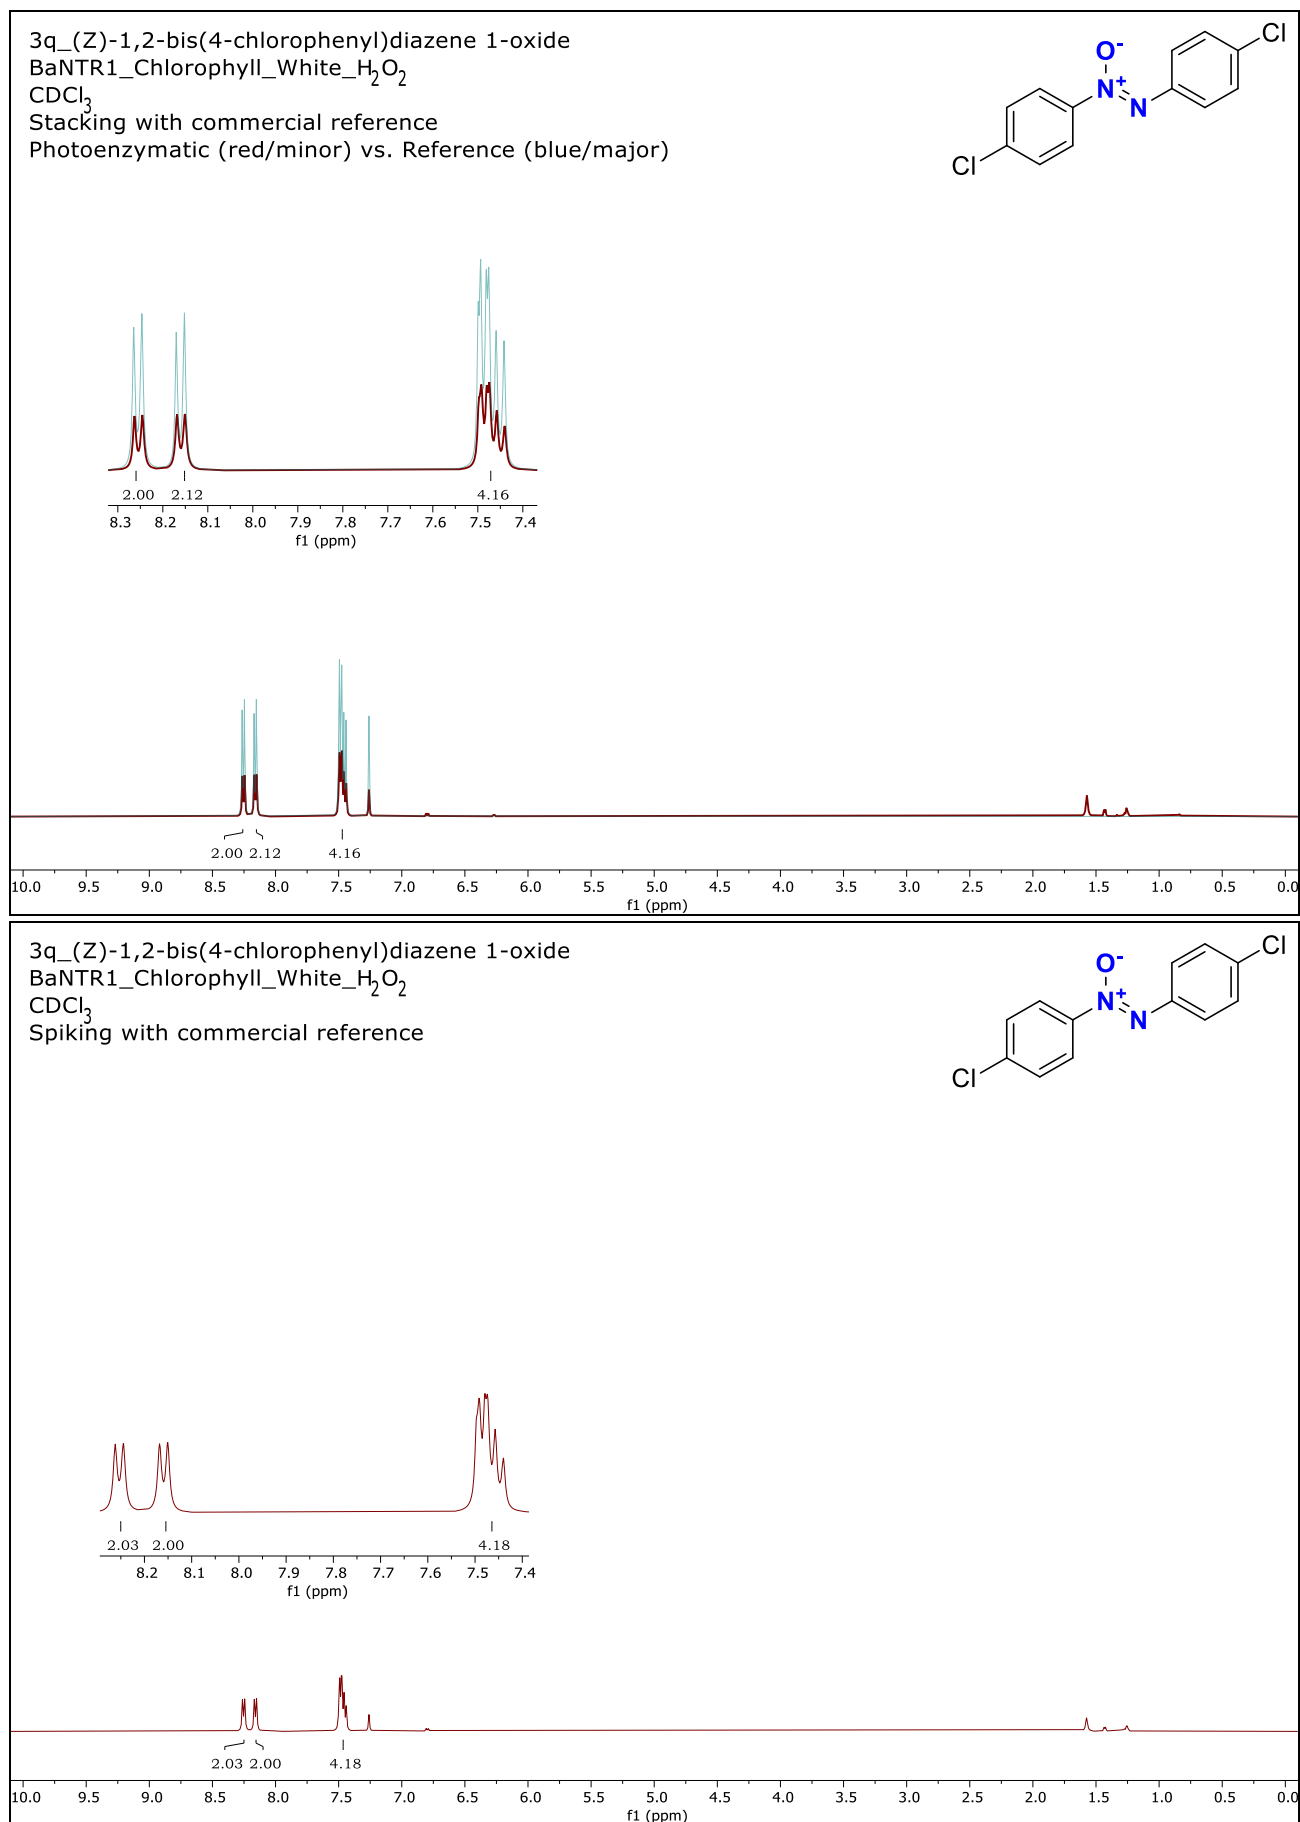 3q_(Z)-1,2-bis(4-chlorophenyl)diazene 1-oxide
BaNTR1_Chlorophyll_White_H2O2
CDCl3
Stacking with commercial reference
Photoenzymatic (red/minor) vs. Reference (blue/major)
Cl
O-
N+
N
Cl
2.00 2.12 4.16
8.3 8.2 8.1 8.0 7.9 7.8 7.7 7.6 7.5 7.4
f1 (ppm)
2.00 2.12 4.16
10.0 9.5 9.0 8.5 8.0 7.5 7.0 6.5 6.0 5.5 5.0 4.5 4.0 3.5 3.0 2.5 2.0 1.5 1.0 0.5 0.0
f1 (ppm)
3q_(Z)-1,2-bis(4-chlorophenyl)diazene 1-oxide
BaNTR1_Chlorophyll_White_H2O2
CDCl3
Spiking with commercial reference
Cl
O-
N+
N
Cl
2.03 2.00 4.18
8.2 8.1 8.0 7.9 7.8 7.7 7.6 7.5 7.4
f1 (ppm)
2.03 2.00 4.18
10.0 9.5 9.0 8.5 8.0 7.5 7.0 6.5 6.0 5.5 5.0 4.5 4.0 3.5 3.0 2.5 2.0 1.5 1.0 0.5 0.0
f1 (ppm)